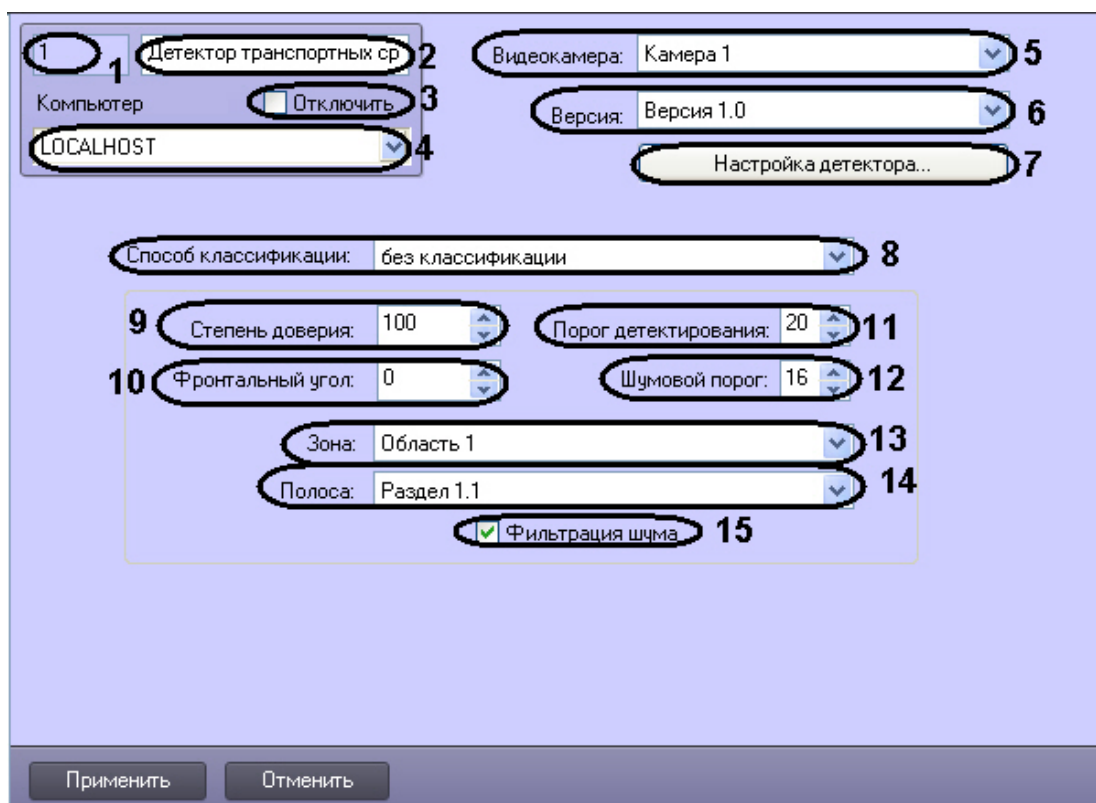 1 1 Детектор транспортных ср 2
Компьютер Отключить 3
LOCALHOST 4
Видеокамера: Камера 1 5
Версия: Версия 1.0 6
Настройка детектора... 7
Способ классификации: без классификации 8
9 Степень доверия: 100 Порог детектирования: 20 11
10 Фронтальный угол: 0 Шумовой порог: 16 12
Зона: Область 1 13
Полоса: Раздел 1.1 14
Фильтрация шума 15
Применить Отменить